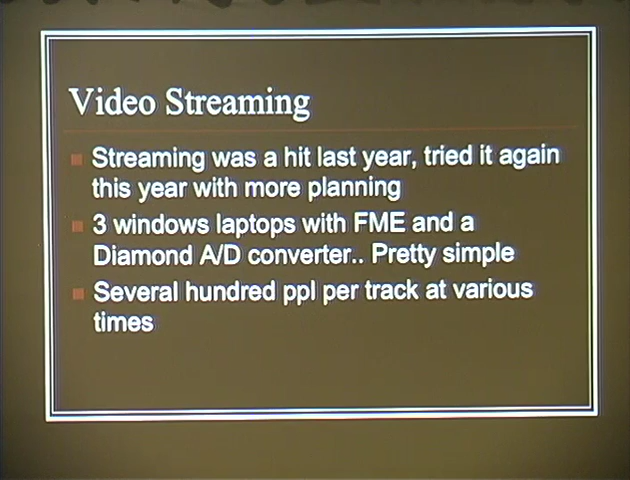 Video Streaming
Streaming was a hit last year, tried it again
this year with more planning
3 windows laptops with FME and a
Diamond A/D converter.. Pretty simple
Several hundred ppl per track at various
times